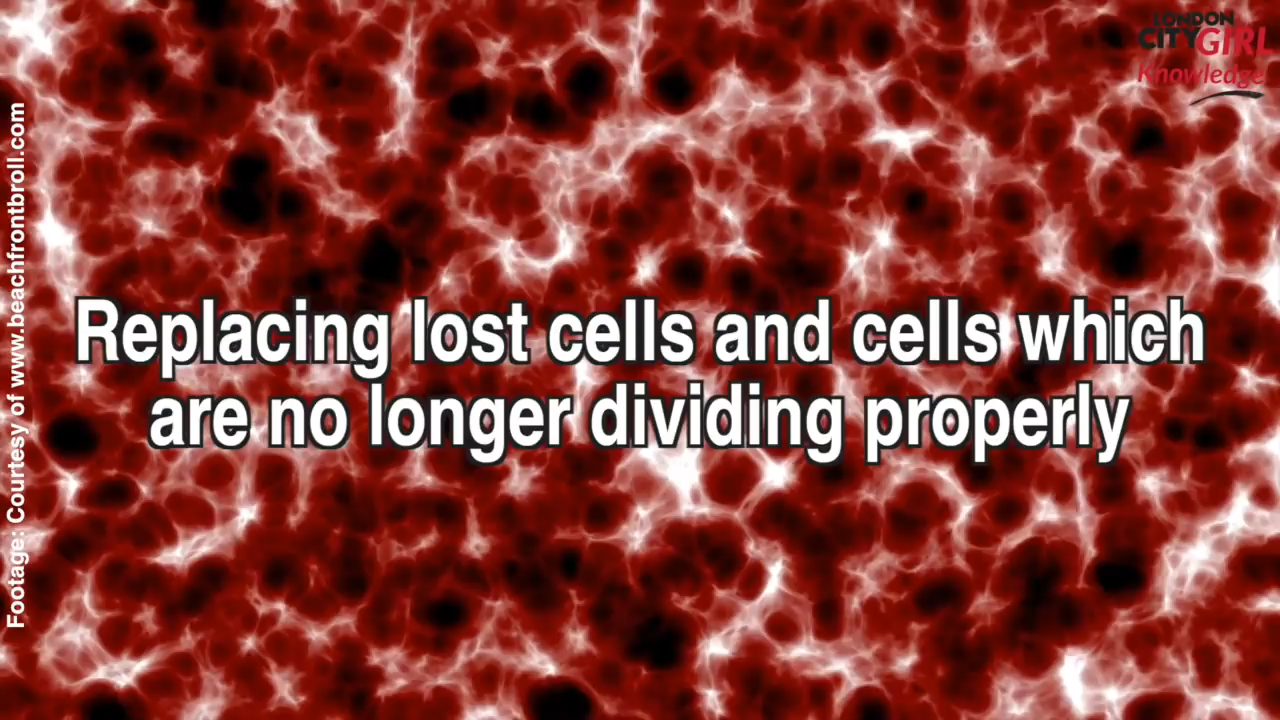 LONDON
CITYGIRL
Knowledge
Replacing lost cells and cells which
are no longer dividing properly
Footage: Courtesy of www.beachfrontbroll.com